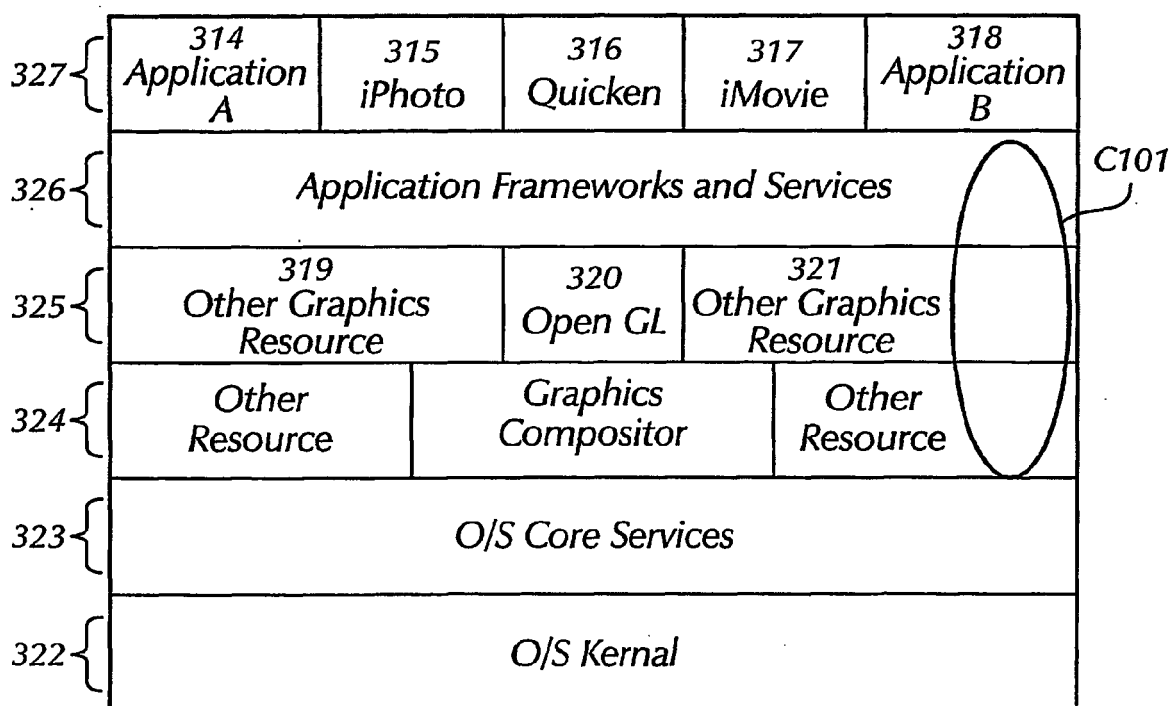 327
314
Application
A
315
iPhoto
316
Quicken
317
iMovie
318
Application
B
C101
326
Application Frameworks and Services
325
319
Other Graphics
Resource
320
Open GL
321
Other Graphics
Resource
324
Other
Resource
Graphics
Compositor
Other
Resource
323
O/S Core Services
322
O/S Kernal